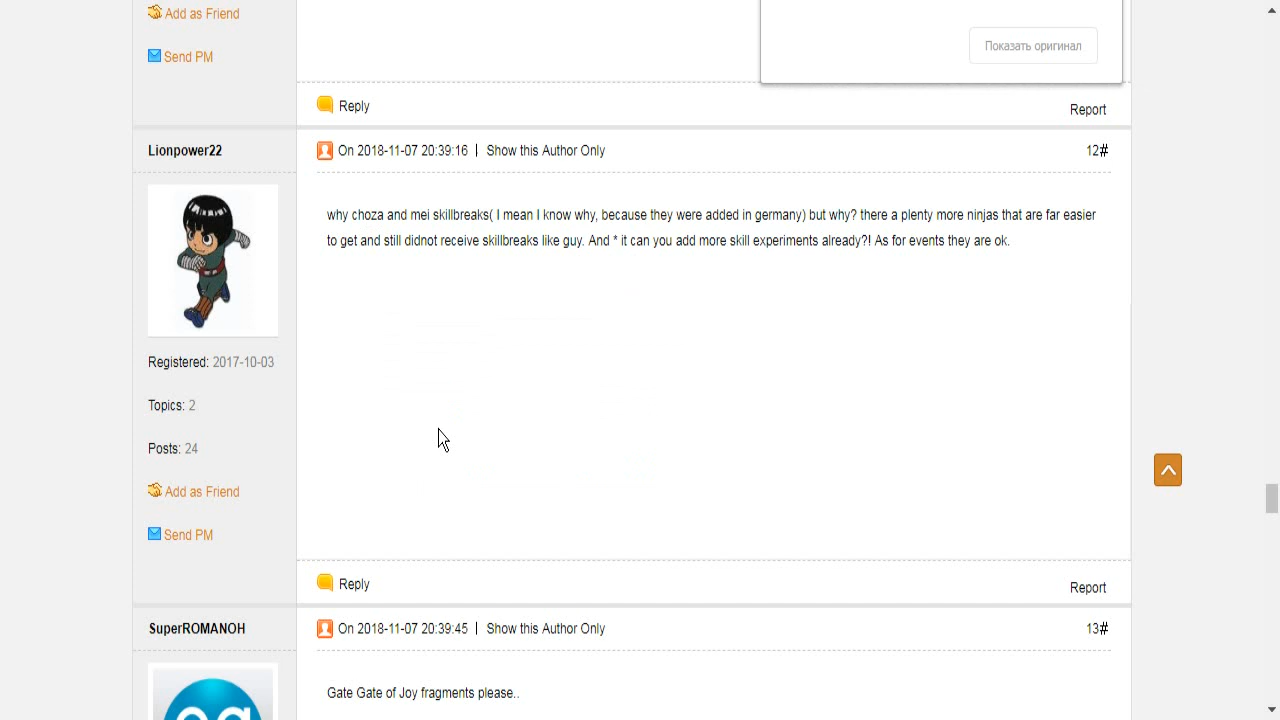 Add as Friend
Send PM
Показать оригинал
Reply
Report
Lionpower22
On 2018-11-07 20:39:16 | Show this Author Only
12#
why choza and mei skillbreaks( I mean I know why, because they were added in germany) but why? there a plenty more ninjas that are far easier
to get and still didnot receive skillbreaks like guy. And * it can you add more skill experiments already?! As for events they are ok.
Registered: 2017-10-03
Topics: 2
Posts: 24
Add as Friend
Send PM
Reply
Report
SuperROMANOH
On 2018-11-07 20:39:45 | Show this Author Only
13#
Gate Gate of Joy fragments please..